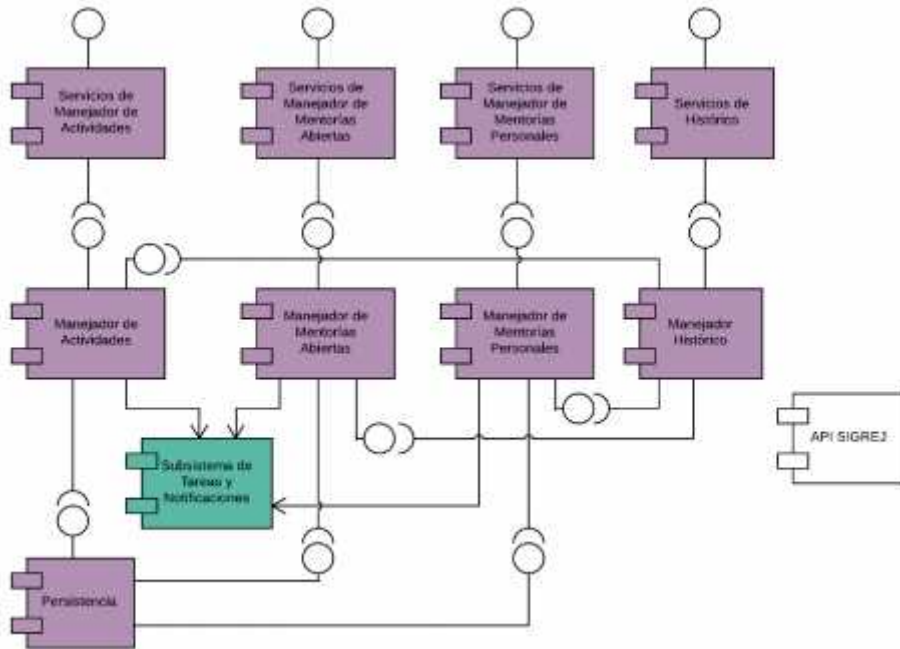 Servicios de
Manejador de
Actividades
Servicios de
Manejador de
Mentorías
Abiertas
Servicios de
Manejador de
Mentorías
Personales
Servicios de
Histórico
Manejador de
Actividades
Manejador de
Mentorías
Abiertas
Manejador de
Mentorías
Personales
Manejador
Histórico
API SIGREJ
Subsistema de
Tareas y
Notificaciones
Persistencia